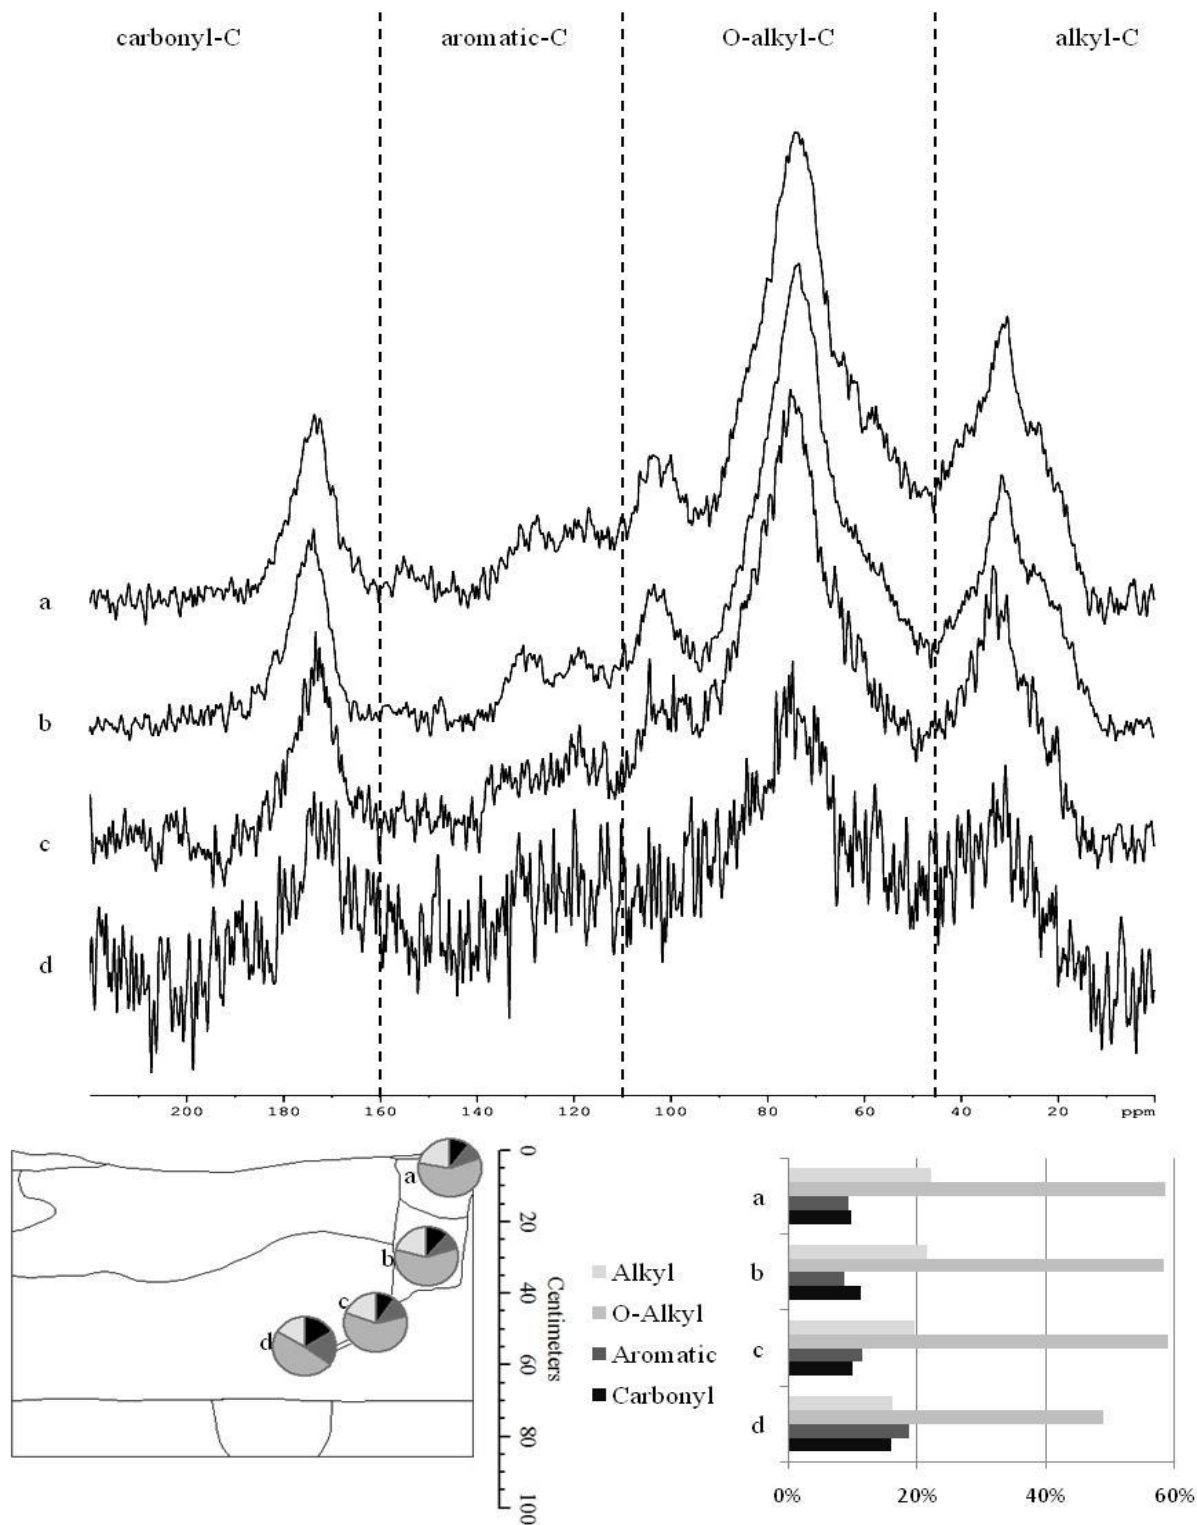 carbonyl-C aromatic-C O-alkyl-C alkyl-C
a
b
c
d
200 180 160 140 120 100 80 60 40 20 ppm
a
b
c
d
0
20
40
60
80
100
Centimeters
Alkyl
O-Alkyl
Aromatic
Carbonyl
a
b
c
d
0% 20% 40% 60%